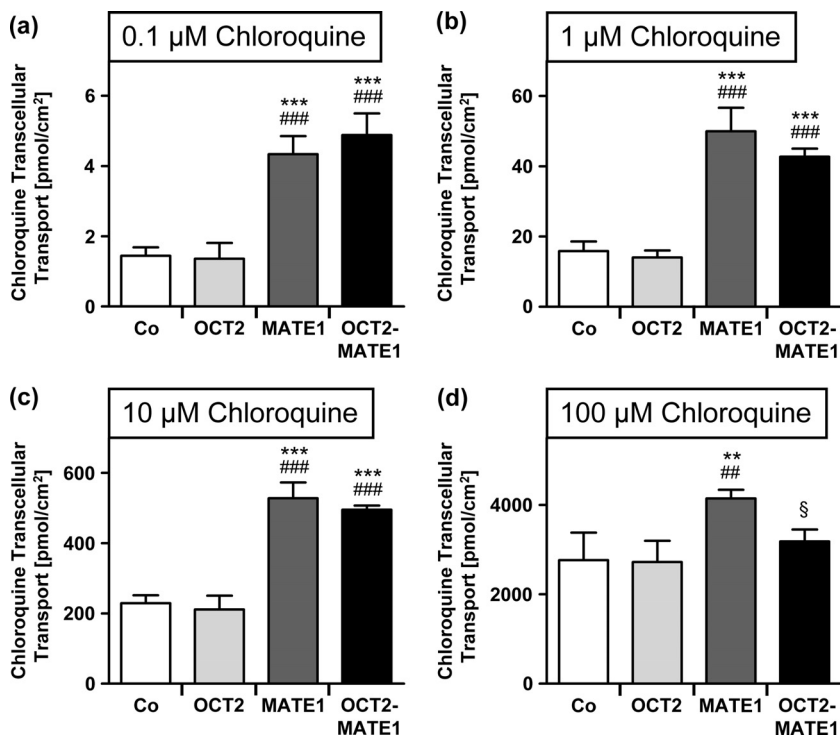 (a)
0.1 µM Chloroquine
Chloroquine Transcellular
Transport [pmol/cm²]
6
4
2
0
***
###
***
###
Co
OCT2
MATE1
OCT2-
MATE1
(b)
1 µM Chloroquine
Chloroquine Transcellular
Transport [pmol/cm²]
60
40
20
0
***
###
***
###
Co
OCT2
MATE1
OCT2-
MATE1
(c)
10 µM Chloroquine
Chloroquine Transcellular
Transport [pmol/cm²]
600
400
200
0
***
###
***
###
Co
OCT2
MATE1
OCT2-
MATE1
(d)
100 µM Chloroquine
Chloroquine Transcellular
Transport [pmol/cm²]
4000
2000
0
**
##
§
Co
OCT2
MATE1
OCT2-
MATE1